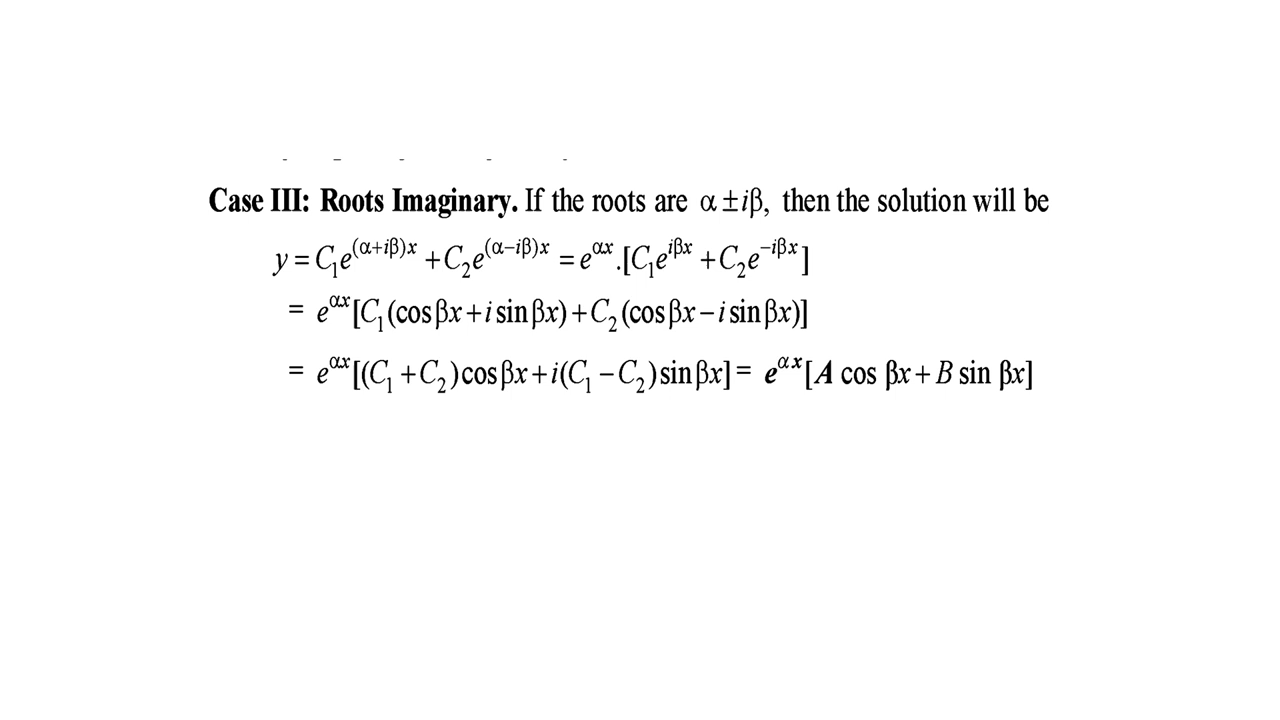 Case III: Roots Imaginary. If the roots are α ± iβ, then the solution will be
y = C₁e^(α+iβ)x + C₂e^(α−iβ)x = e^αx.[C₁e^iβx + C₂e^−iβx]
= e^αx[C₁(cos βx + i sin βx) + C₂(cos βx − i sin βx)]
= e^αx[(C₁ + C₂)cos βx + i(C₁ − C₂)sin βx] = e^αx[A cos βx + B sin βx]